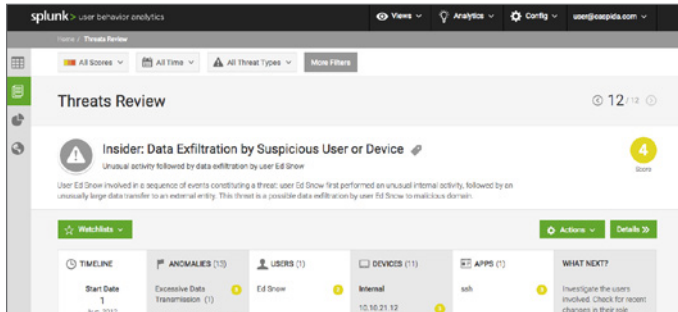 splunk> user behavior analytics
Views
Analytics
Config
user@caspida.com
Home / Threats Review
All Scores
All Time
All Threat Types
More Filters
Threats Review
12/12
Insider: Data Exfiltration by Suspicious User or Device
Unusual activity followed by data exfiltration by user Ed Snow
4
Score
User Ed Snow involved in a sequence of events constituting a threat: user Ed Snow first performed an unusual internal activity, followed by an
unusually large data transfer to an external entity. This threat is a possible data exfiltration by user Ed Snow to malicious domain.
Watchlists
Actions
Details
TIMELINE
ANOMALIES (13)
USERS (1)
DEVICES (11)
APPS (1)
WHAT NEXT?
Start Date
1
Excessive Data
Transmission (1)
Ed Snow
Internal
10.10.21.12
ssh
Investigate the users
involved. Check for recent
changes in their role